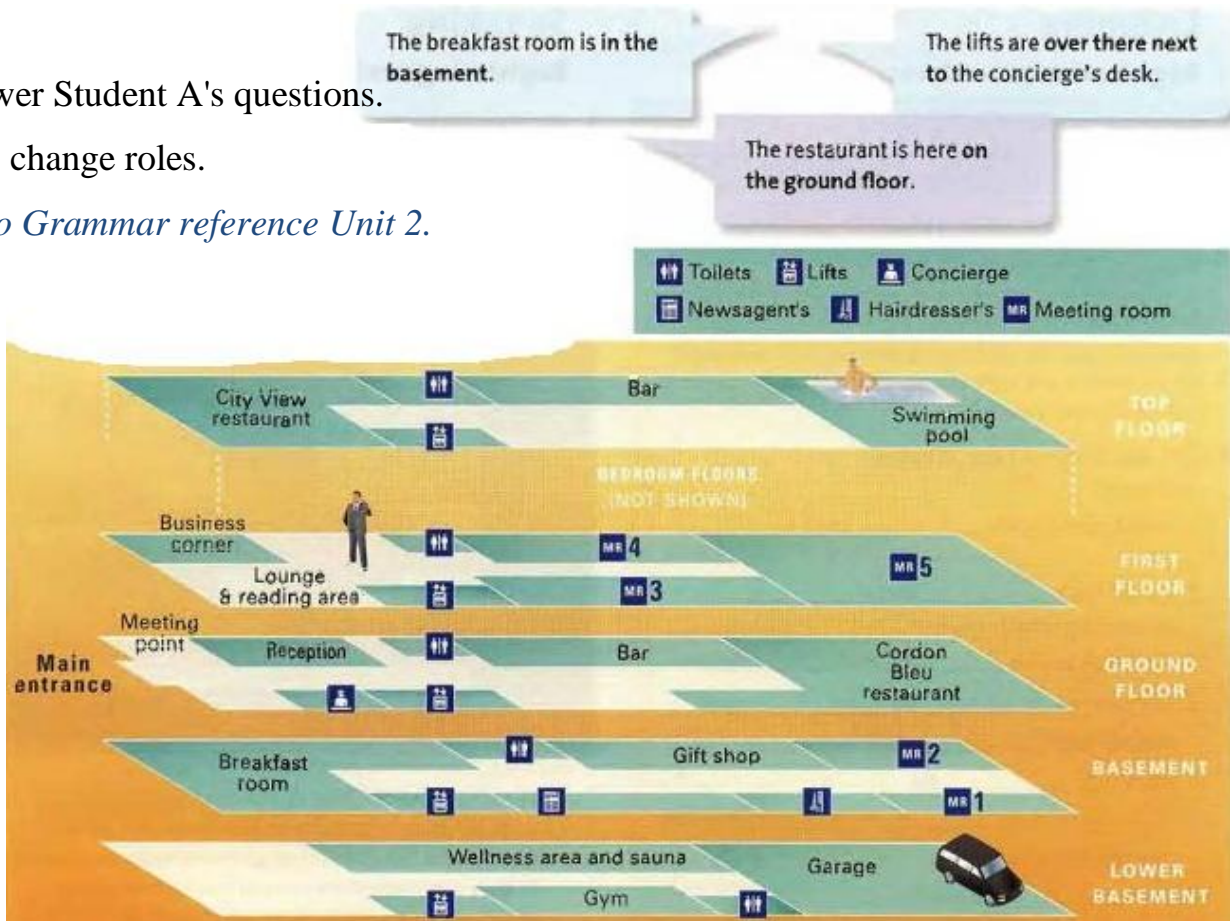 The breakfast room is in the
basement.
The lifts are over there next
to the concierge's desk.
wer Student A's questions.
change roles.
The restaurant is here on
the ground floor.
o Grammar reference Unit 2.
Toilets Lifts Concierge
Newsagent's Hairdresser's MR Meeting room
City View
restaurant
Bar
Swimming
pool
TOP
FLOOR
BEDROOM FLOORS
(NOT SHOWN)
Business
corner
Lounge
& reading area
MR 4
MR 3
MR 5
FIRST
FLOOR
Meeting
point
Main
entrance
Reception
Bar
Cordon
Bleu
restaurant
GROUND
FLOOR
Breakfast
room
Gift shop
MR 2
MR 1
BASEMENT
Wellness area and sauna
Gym
Garage
LOWER
BASEMENT